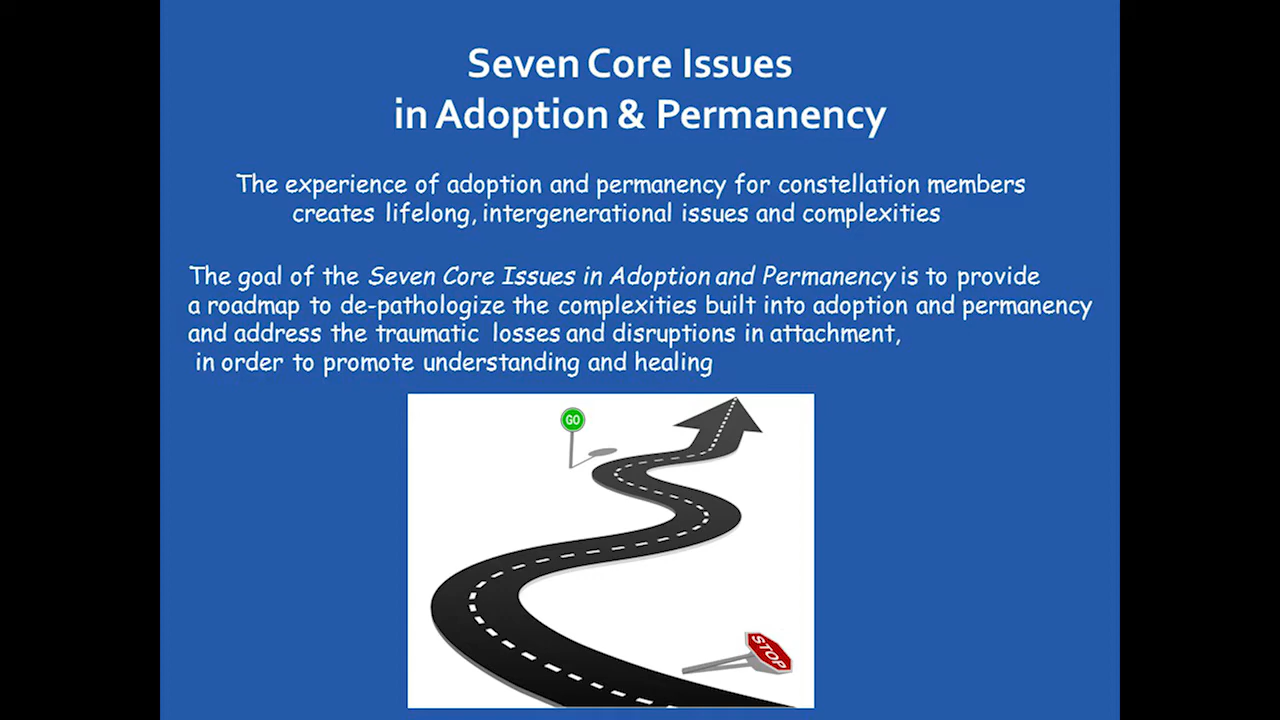 Seven Core Issues
in Adoption & Permanency
The experience of adoption and permanency for constellation members
creates lifelong, intergenerational issues and complexities
The goal of the Seven Core Issues in Adoption and Permanency is to provide
a roadmap to de-pathologize the complexities built into adoption and permanency
and address the traumatic losses and disruptions in attachment,
in order to promote understanding and healing
GO
STOP